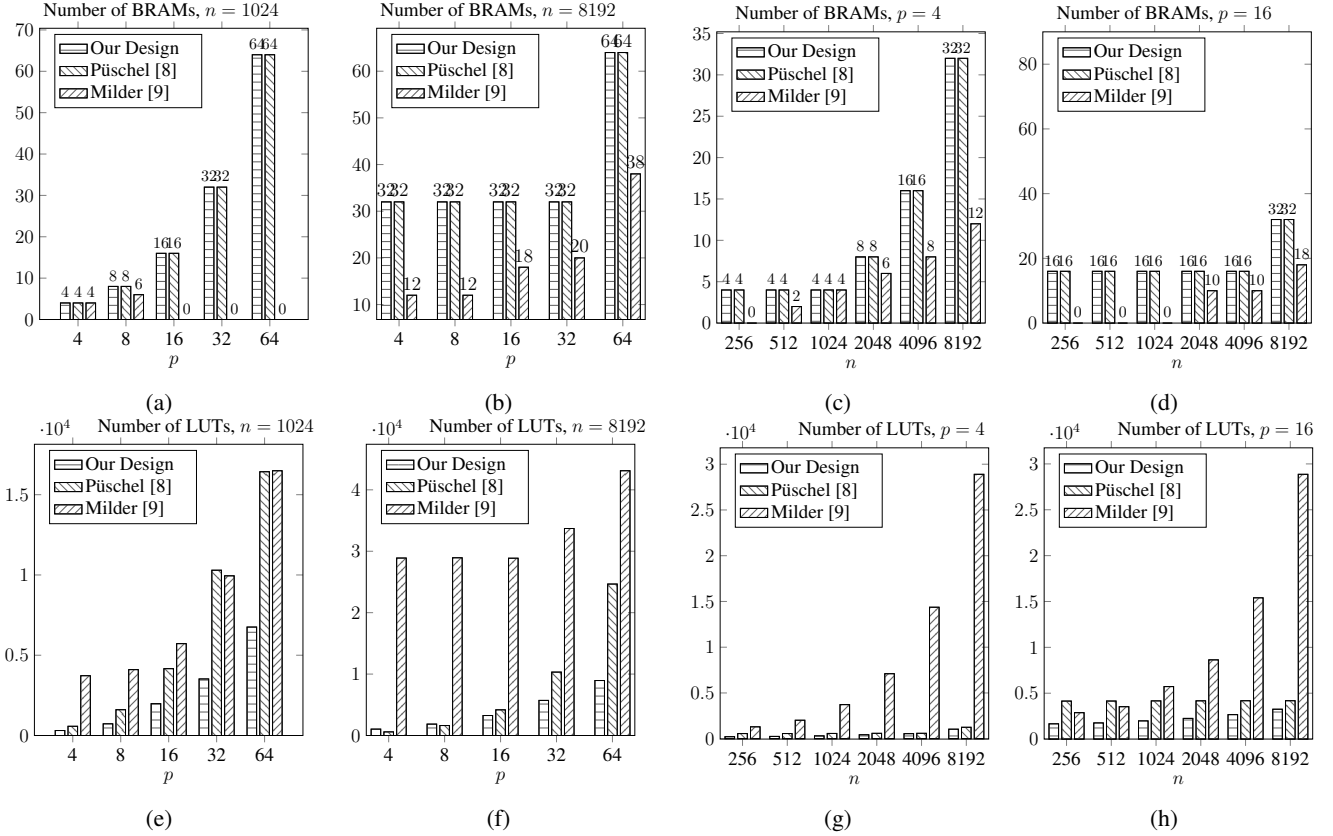 Number of BRAMs, n = 1024
Our Design
Püschel [8]
Milder [9]
70
60
50
40
30
20
10
0
4 4 4
8 8 6
16 16 0
32 32 0
64 64 0
4 8 16 32 64
p
(a)
Number of BRAMs, n = 8192
Our Design
Püschel [8]
Milder [9]
60
50
40
30
20
10
32 32 12
32 32 12
32 32 18
32 32 20
64 64 38
4 8 16 32 64
p
(b)
Number of BRAMs, p = 4
Our Design
Püschel [8]
Milder [9]
35
30
25
20
15
10
5
0
4 4 0
4 4 2
4 4 4
8 8 6
16 16 8
32 32 12
256 512 1024 2048 4096 8192
n
(c)
Number of BRAMs, p = 16
Our Design
Püschel [8]
Milder [9]
80
60
40
20
0
16 16 0
16 16 0
16 16 0
16 16 10
16 16 10
32 32 18
256 512 1024 2048 4096 8192
n
(d)
·10⁴
Number of LUTs, n = 1024
Our Design
Püschel [8]
Milder [9]
1.5
1
0.5
0
4 8 16 32 64
p
(e)
·10⁴
Number of LUTs, n = 8192
Our Design
Püschel [8]
Milder [9]
4
3
2
1
0
4 8 16 32 64
p
(f)
·10⁴
Number of LUTs, p = 4
Our Design
Püschel [8]
Milder [9]
3
2.5
2
1.5
1
0.5
0
256 512 1024 2048 4096 8192
n
(g)
·10⁴
Number of LUTs, p = 16
Our Design
Püschel [8]
Milder [9]
3
2.5
2
1.5
1
0.5
0
256 512 1024 2048 4096 8192
n
(h)